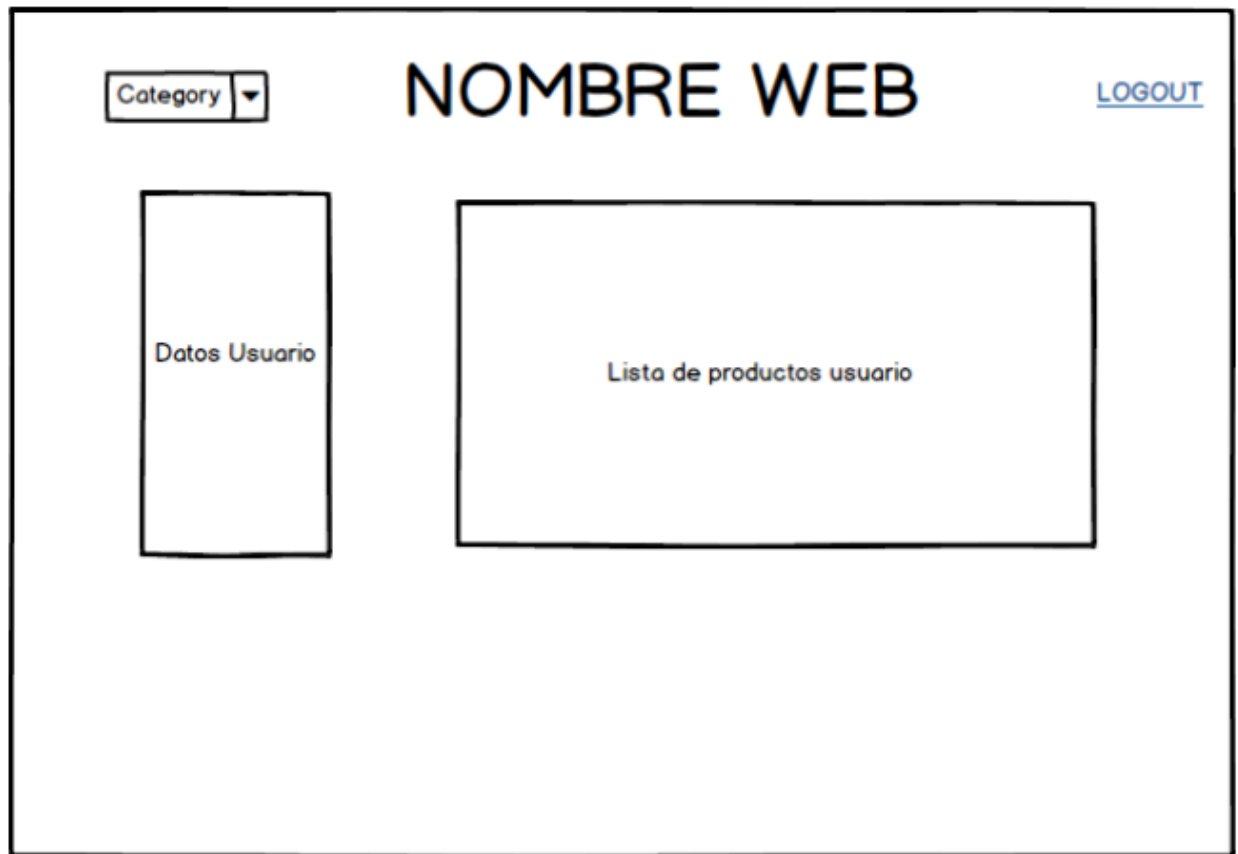 Category
NOMBRE WEB
LOGOUT
Datos Usuario
Lista de productos usuario